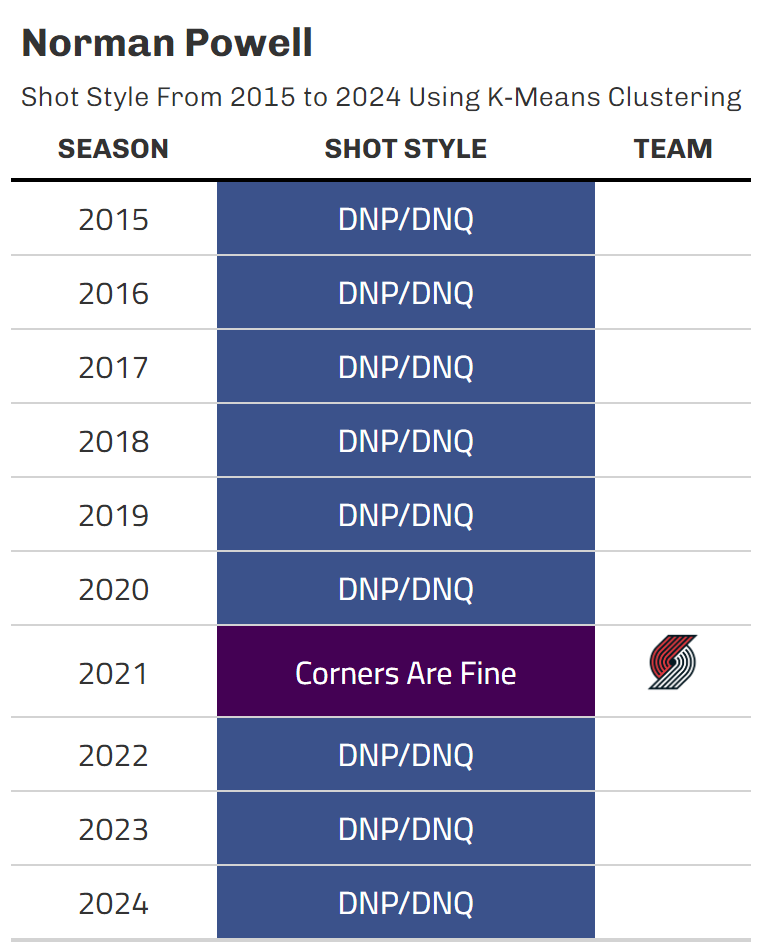 Norman Powell
Shot Style From 2015 to 2024 Using K-Means Clustering
SEASON SHOT STYLE TEAM
2015 DNP/DNQ
2016 DNP/DNQ
2017 DNP/DNQ
2018 DNP/DNQ
2019 DNP/DNQ
2020 DNP/DNQ
2021 Corners Are Fine
2022 DNP/DNQ
2023 DNP/DNQ
2024 DNP/DNQ